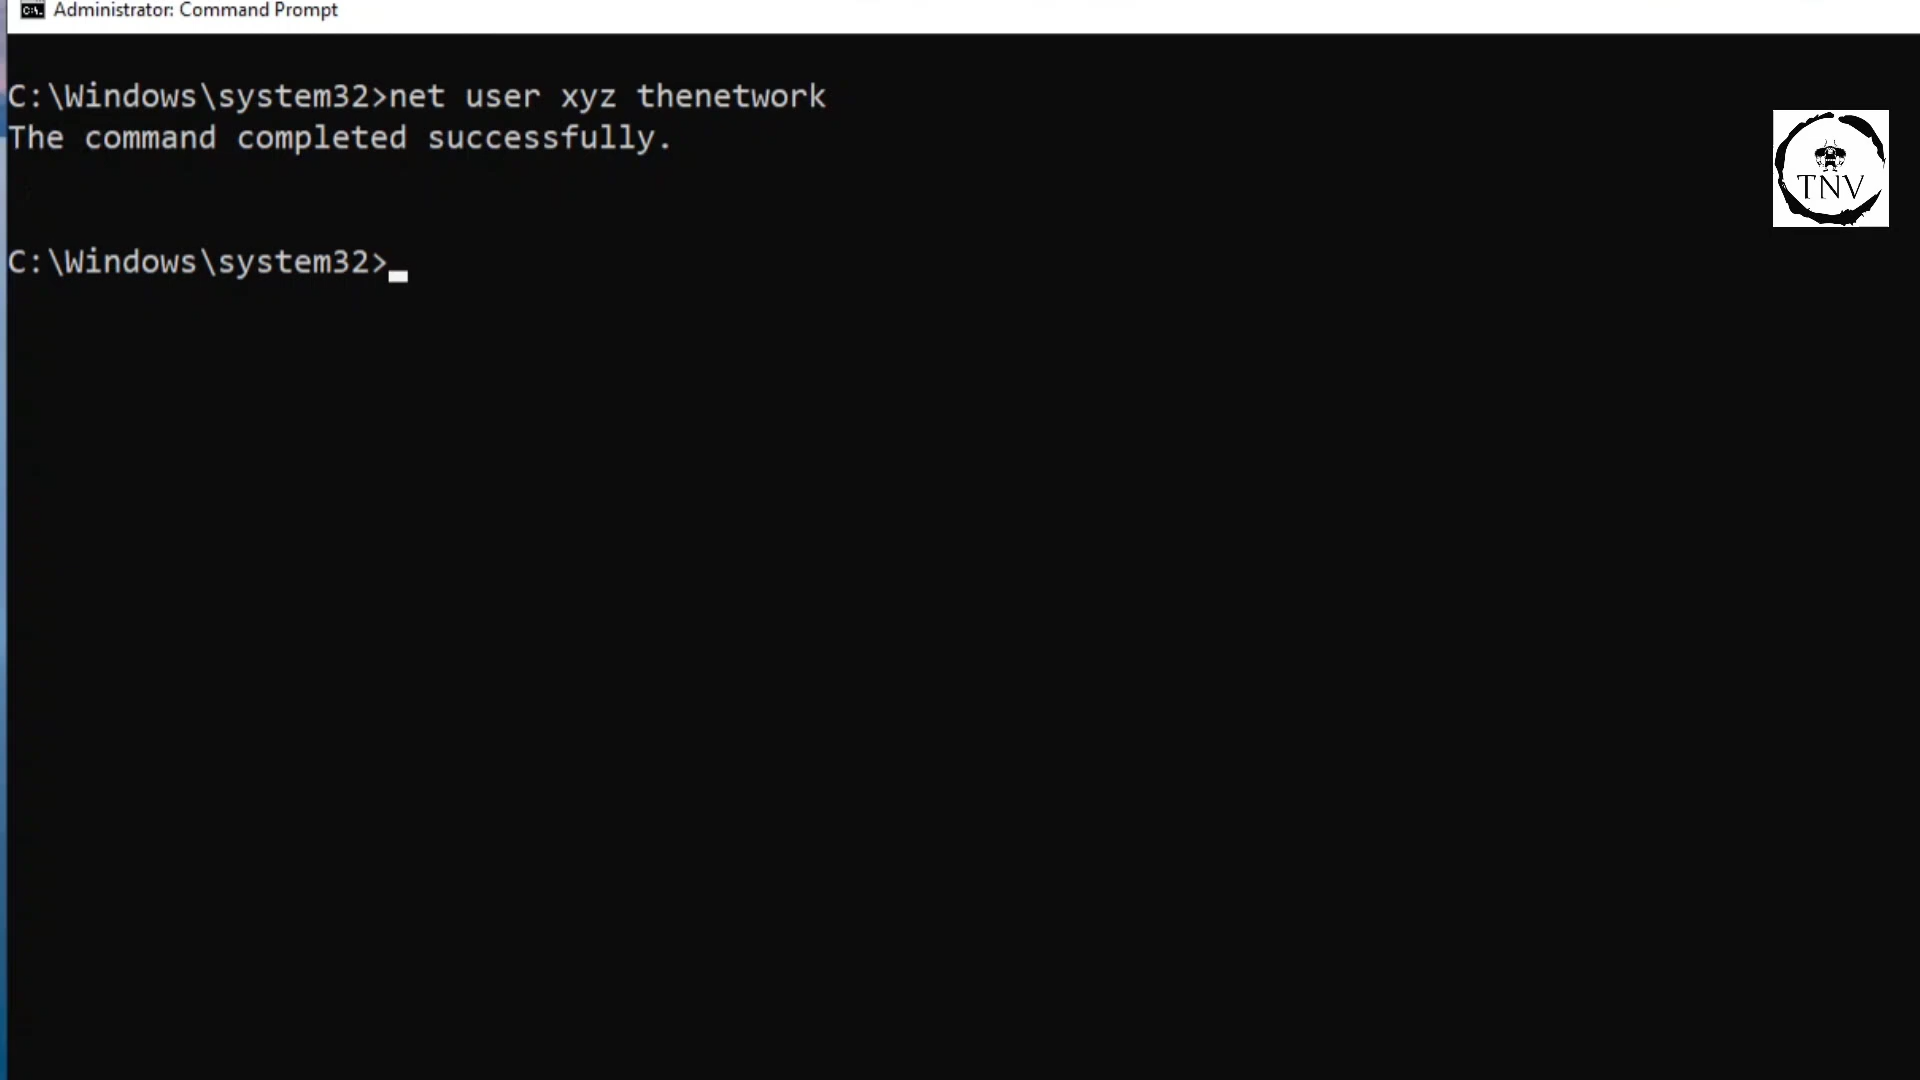 Administrator: Command Prompt
C:\Windows\system32>net user xyz thenetwork
The command completed successfully.
TNV
C:\Windows\system32>